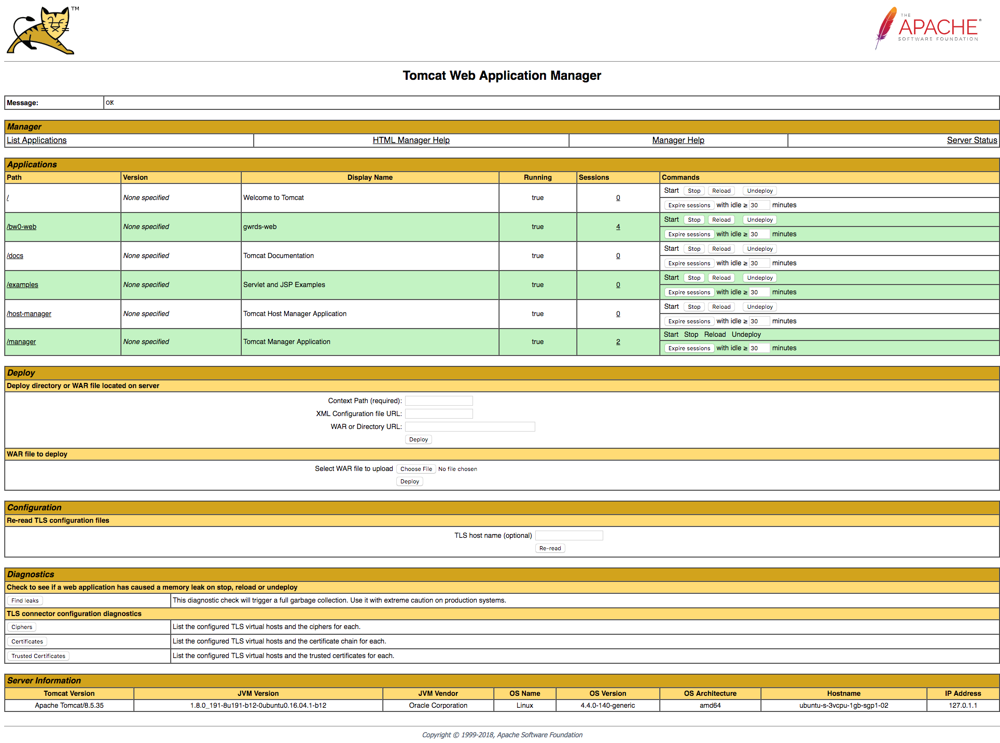 TM
THE
APACHE®
SOFTWARE FOUNDATION
Tomcat Web Application Manager
Message: OK
Manager
List Applications HTML Manager Help Manager Help Server Status
Applications
Path Version Display Name Running Sessions Commands
/ None specified Welcome to Tomcat true 0 Start Stop Reload Undeploy
Expire sessions with idle ≥ 30 minutes
/bw0-web None specified gwrds-web true 4 Start Stop Reload Undeploy
Expire sessions with idle ≥ 30 minutes
/docs None specified Tomcat Documentation true 0 Start Stop Reload Undeploy
Expire sessions with idle ≥ 30 minutes
/examples None specified Servlet and JSP Examples true 0 Start Stop Reload Undeploy
Expire sessions with idle ≥ 30 minutes
/host-manager None specified Tomcat Host Manager Application true 0 Start Stop Reload Undeploy
Expire sessions with idle ≥ 30 minutes
/manager None specified Tomcat Manager Application true 2 Start Stop Reload Undeploy
Expire sessions with idle ≥ 30 minutes
Deploy
Deploy directory or WAR file located on server
Context Path (required):
XML Configuration file URL:
WAR or Directory URL:
Deploy
WAR file to deploy
Select WAR file to upload Choose File No file chosen
Deploy
Configuration
Re-read TLS configuration files
TLS host name (optional)
Re-read
Diagnostics
Check to see if a web application has caused a memory leak on stop, reload or undeploy
Find leaks This diagnostic check will trigger a full garbage collection. Use it with extreme caution on production systems.
TLS connector configuration diagnostics
Ciphers List the configured TLS virtual hosts and the ciphers for each.
Certificates List the configured TLS virtual hosts and the certificate chain for each.
Trusted Certificates List the configured TLS virtual hosts and the trusted certificates for each.
Server Information
Tomcat Version JVM Version JVM Vendor OS Name OS Version OS Architecture Hostname IP Address
Apache Tomcat/8.5.35 1.8.0_191-8u191-b12-0ubuntu0.16.04.1-b12 Oracle Corporation Linux 4.4.0-140-generic amd64 ubuntu-s-3vcpu-1gb-sgp1-02 127.0.1.1
Copyright © 1999-2018, Apache Software Foundation